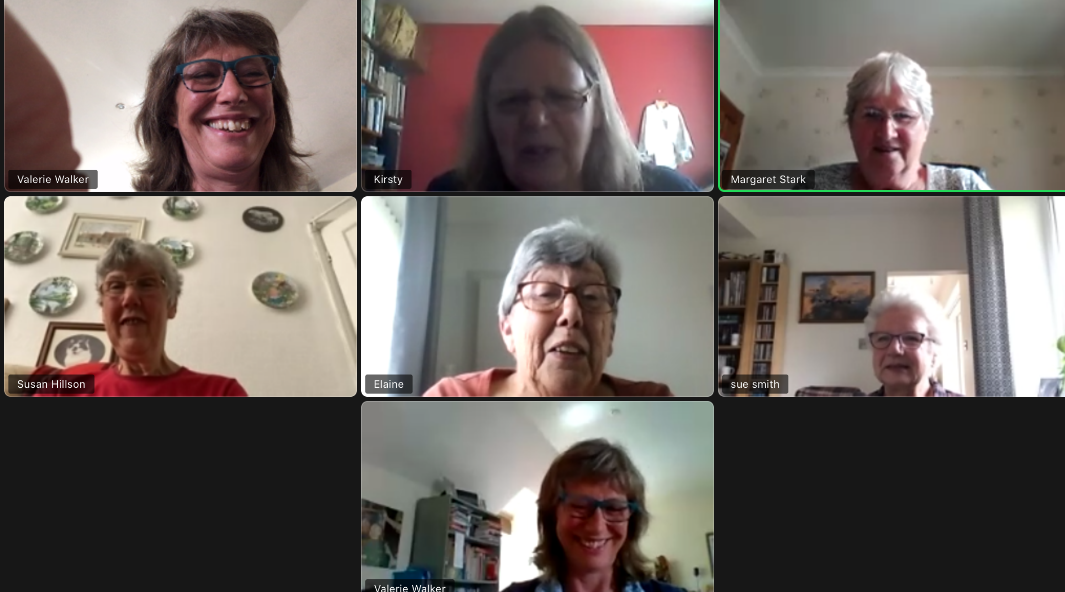 Valerie Walker
Kirsty
Margaret Stark
Susan Hillson
Elaine
sue smith
Valerie Walker